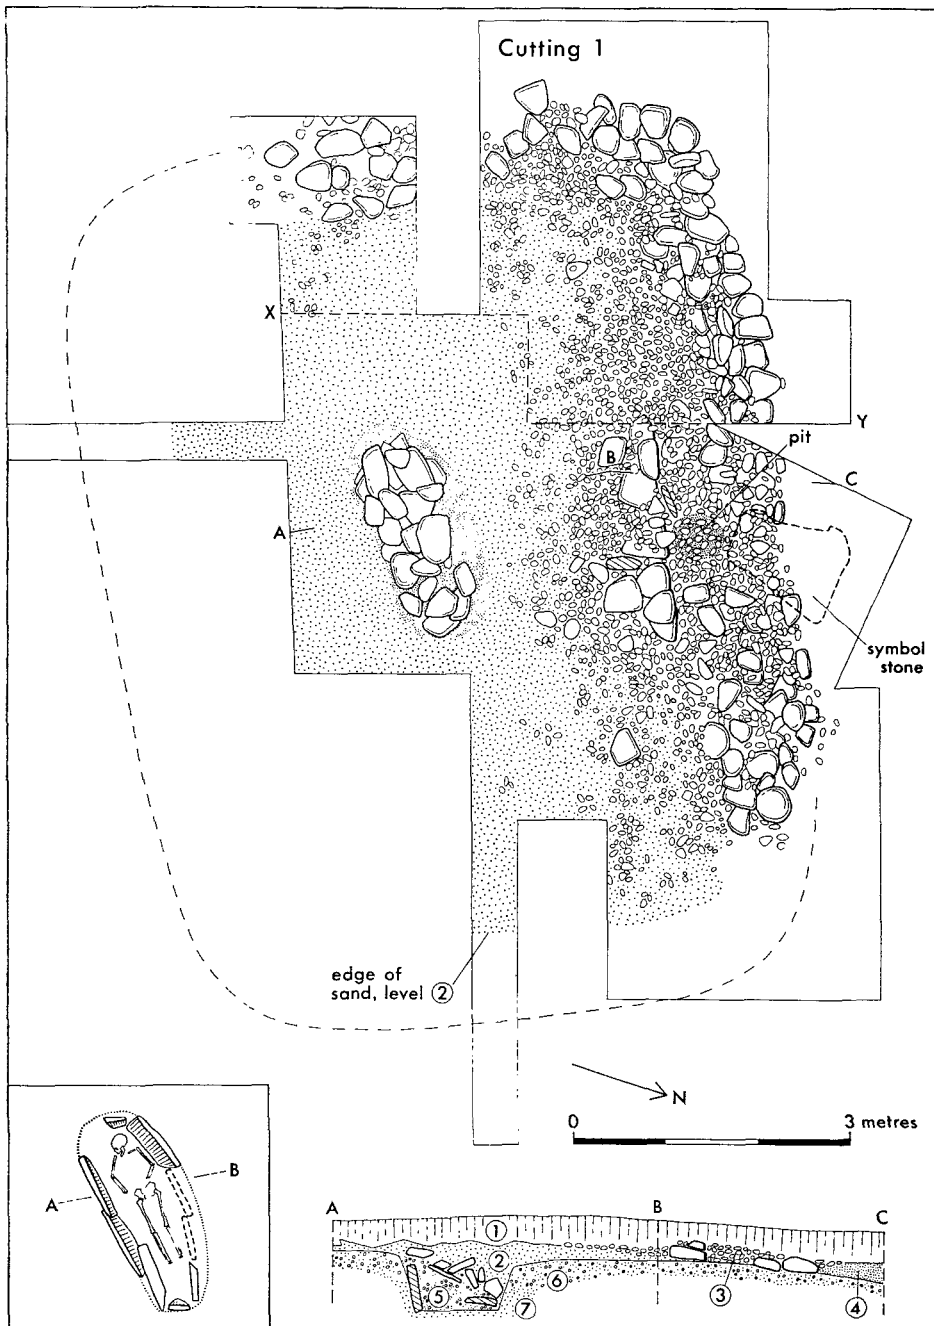 Cutting 1
X
Y
pit
B
C
A
symbol
stone
edge of
sand, level ②
N
0 3 metres
A
B
A B C
①
②
③
④
⑤
⑥
⑦